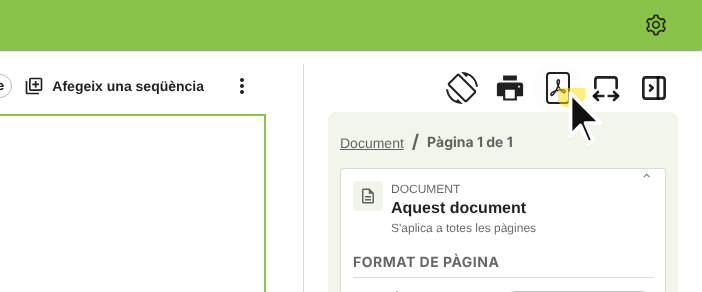 Afegeix una seqüència
Document / Pàgina 1 de 1
DOCUMENT
Aquest document
S'aplica a totes les pàgines
FORMAT DE PÀGINA